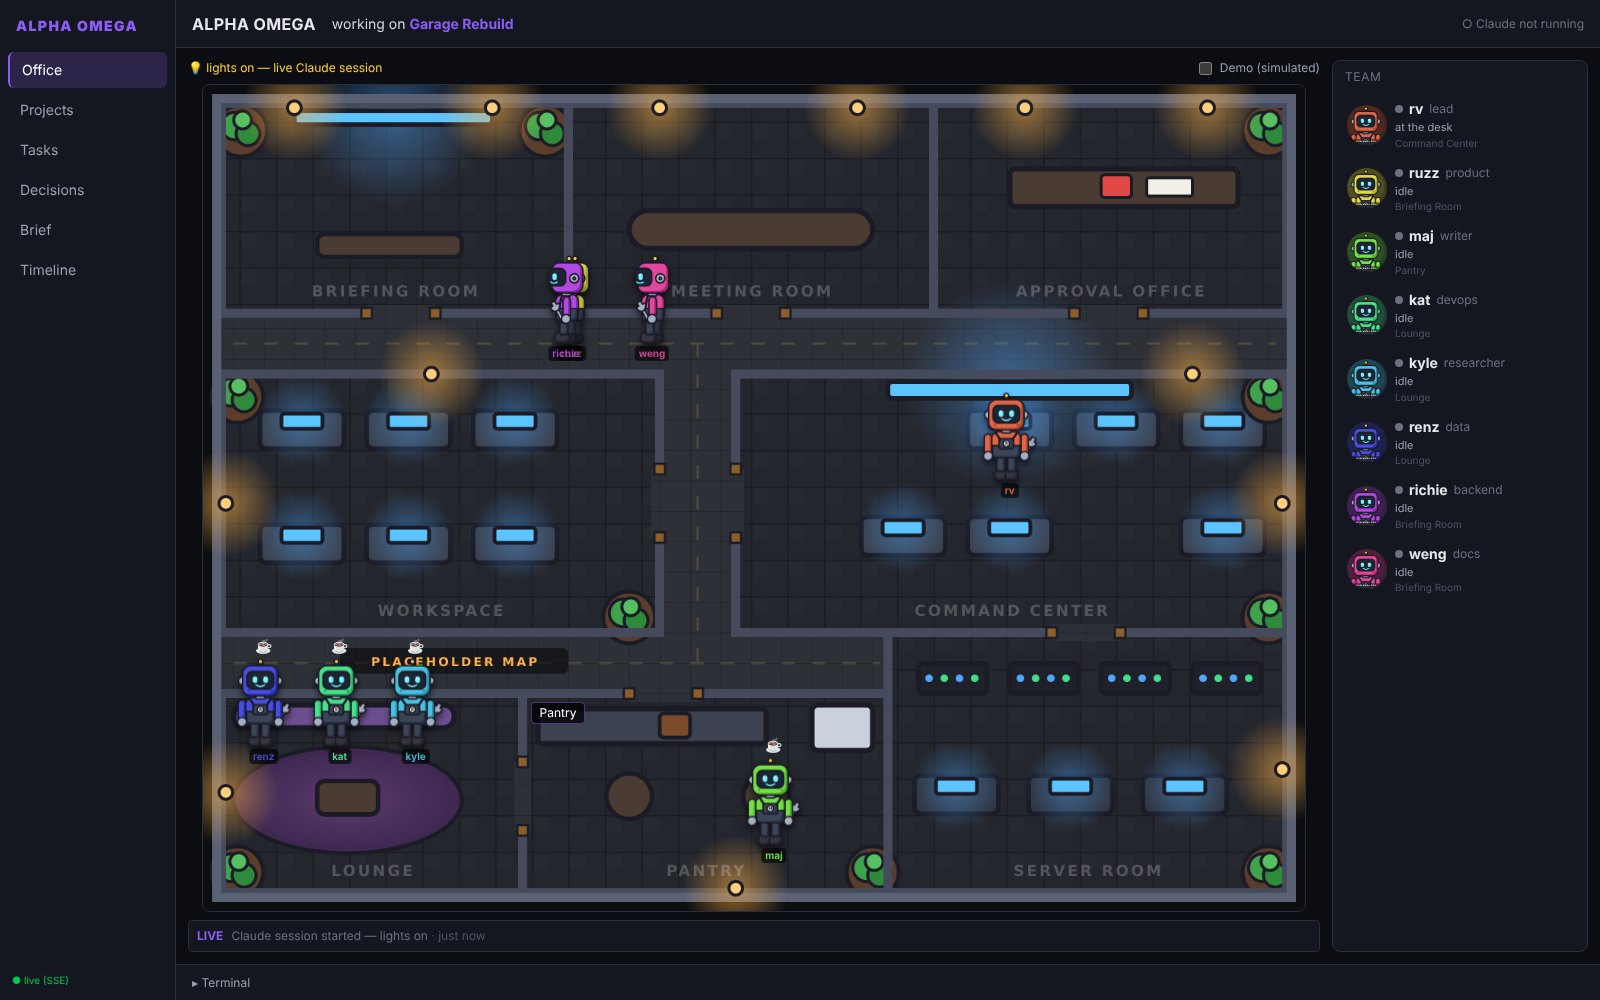 ALPHA OMEGA
Office
Projects
Tasks
Decisions
Brief
Timeline
live (SSE)
ALPHA OMEGA working on Garage Rebuild
Claude not running
lights on — live Claude session
Demo (simulated)
BRIEFING ROOM
MEETING ROOM
APPROVAL OFFICE
richie
weng
rv
WORKSPACE
COMMAND CENTER
PLACEHOLDER MAP
Pantry
renz
kat
kyle
maj
LOUNGE
PANTRY
SERVER ROOM
LIVE Claude session started — lights on · just now
▸ Terminal
TEAM
rv lead
at the desk
Command Center
ruzz product
idle
Briefing Room
maj writer
idle
Pantry
kat devops
idle
Lounge
kyle researcher
idle
Lounge
renz data
idle
Lounge
richie backend
idle
Briefing Room
weng docs
idle
Briefing Room